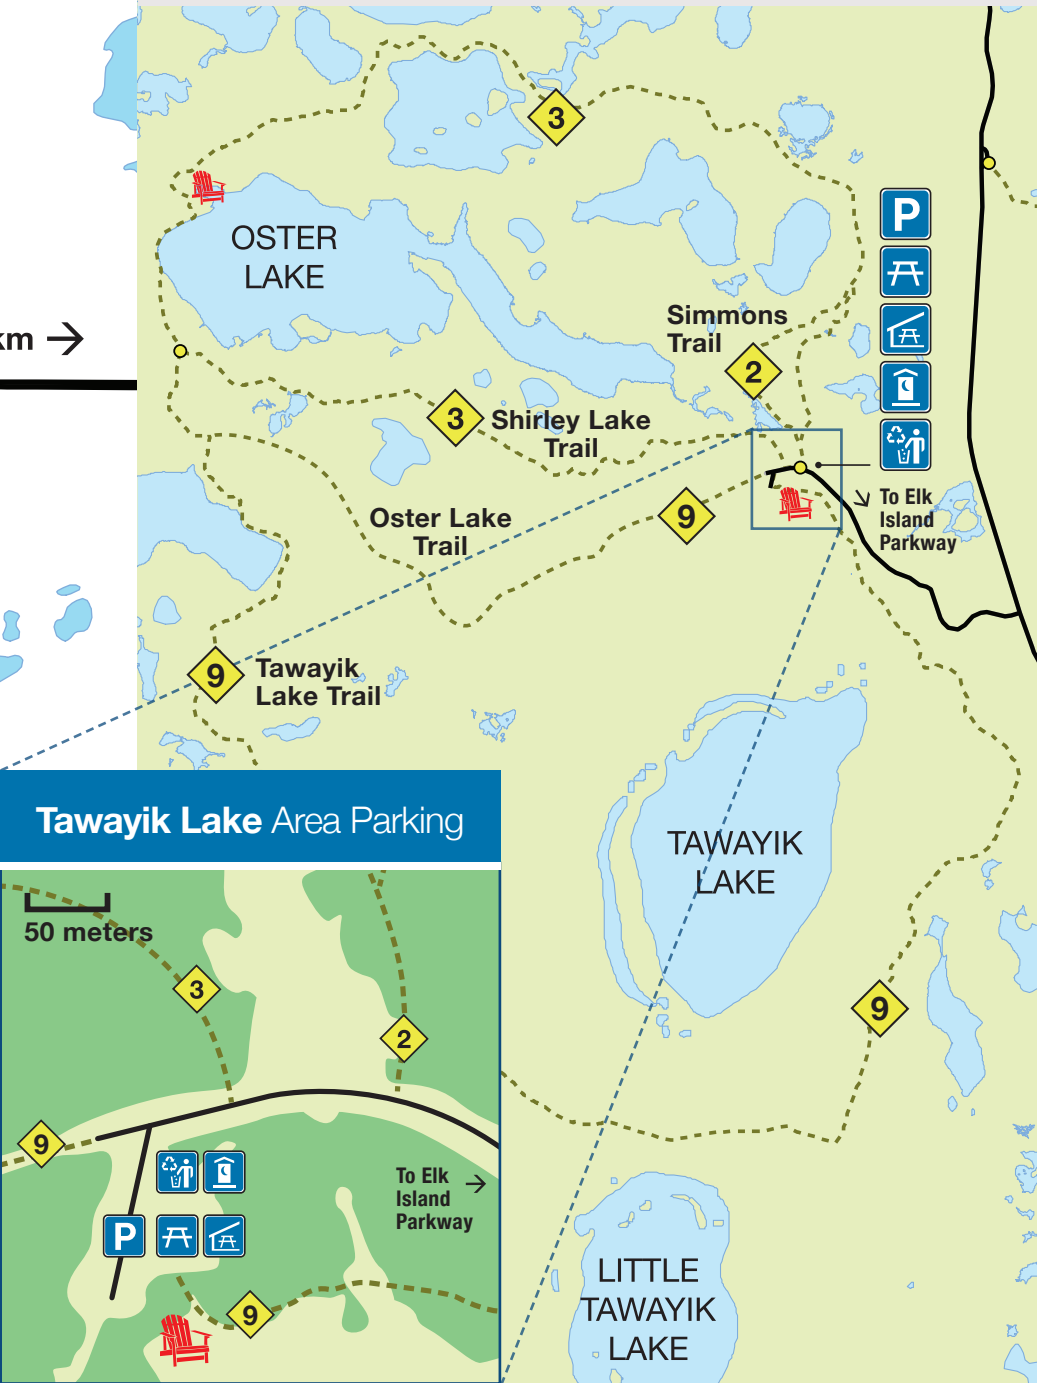 3
P
OSTER
LAKE
km →
Simmons
Trail
2
3
Shirley Lake
Trail
To Elk
Island
Parkway
Oster Lake
Trail
9
9
Tawayik
Lake Trail
Tawayik Lake Area Parking
TAWAYIK
LAKE
50 meters
3
2
9
9
To Elk
Island
Parkway
P
9
LITTLE
TAWAYIK
LAKE